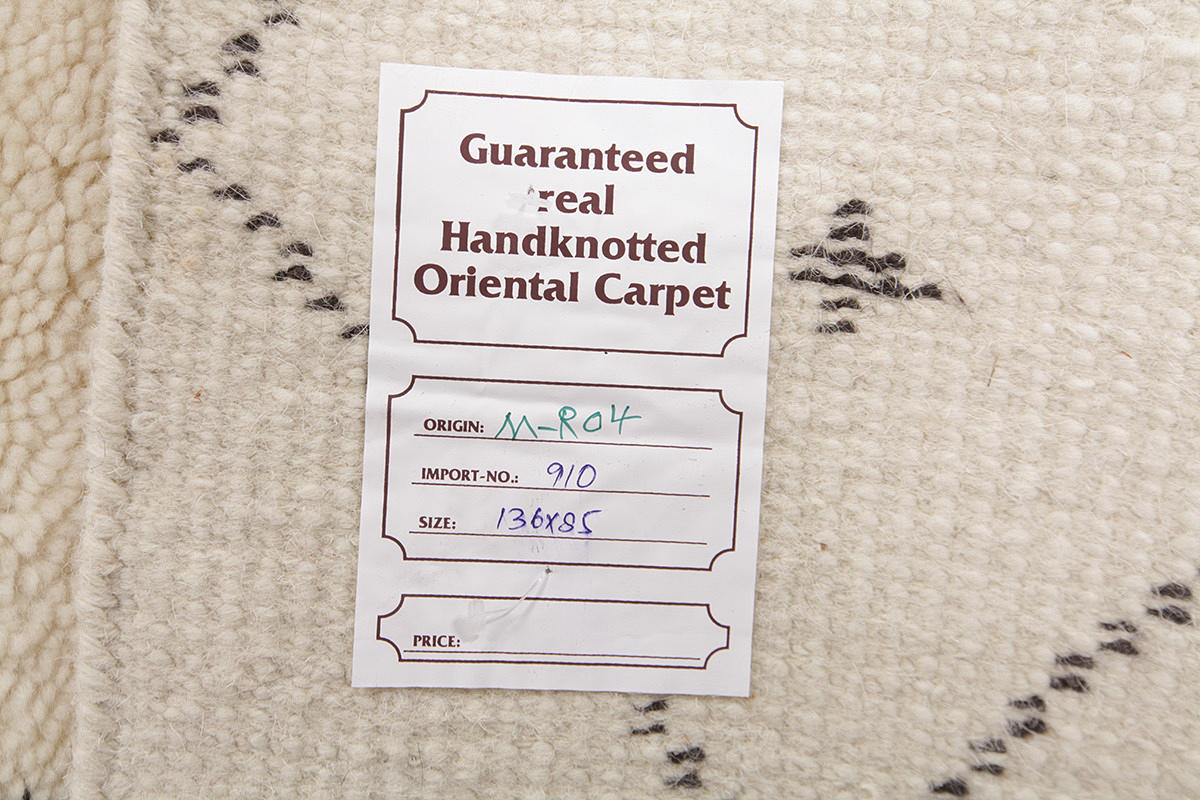 Guaranteed
real
Handknotted
Oriental Carpet
ORIGIN: M-R04
IMPORT-NO.: 910
SIZE: 136x85
PRICE: